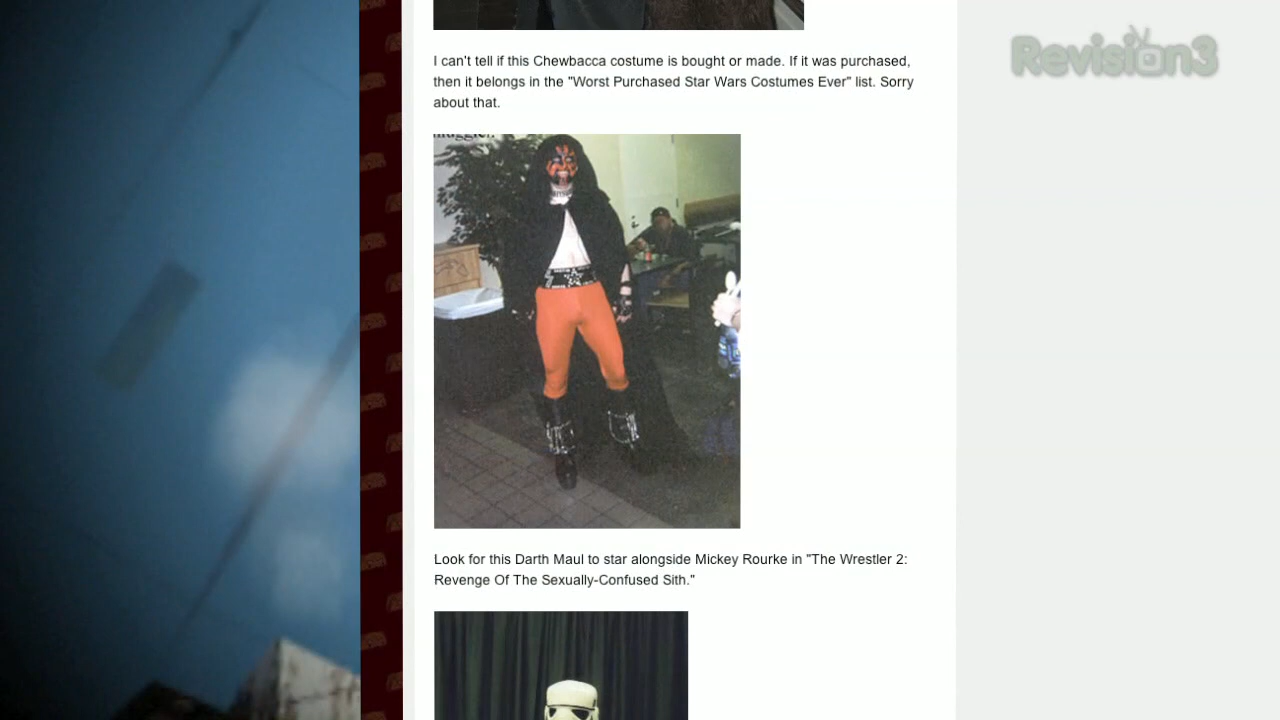 Revision3
I can't tell if this Chewbacca costume is bought or made. If it was purchased,
then it belongs in the "Worst Purchased Star Wars Costumes Ever" list. Sorry
about that.
Look for this Darth Maul to star alongside Mickey Rourke in "The Wrestler 2:
Revenge Of The Sexually-Confused Sith."